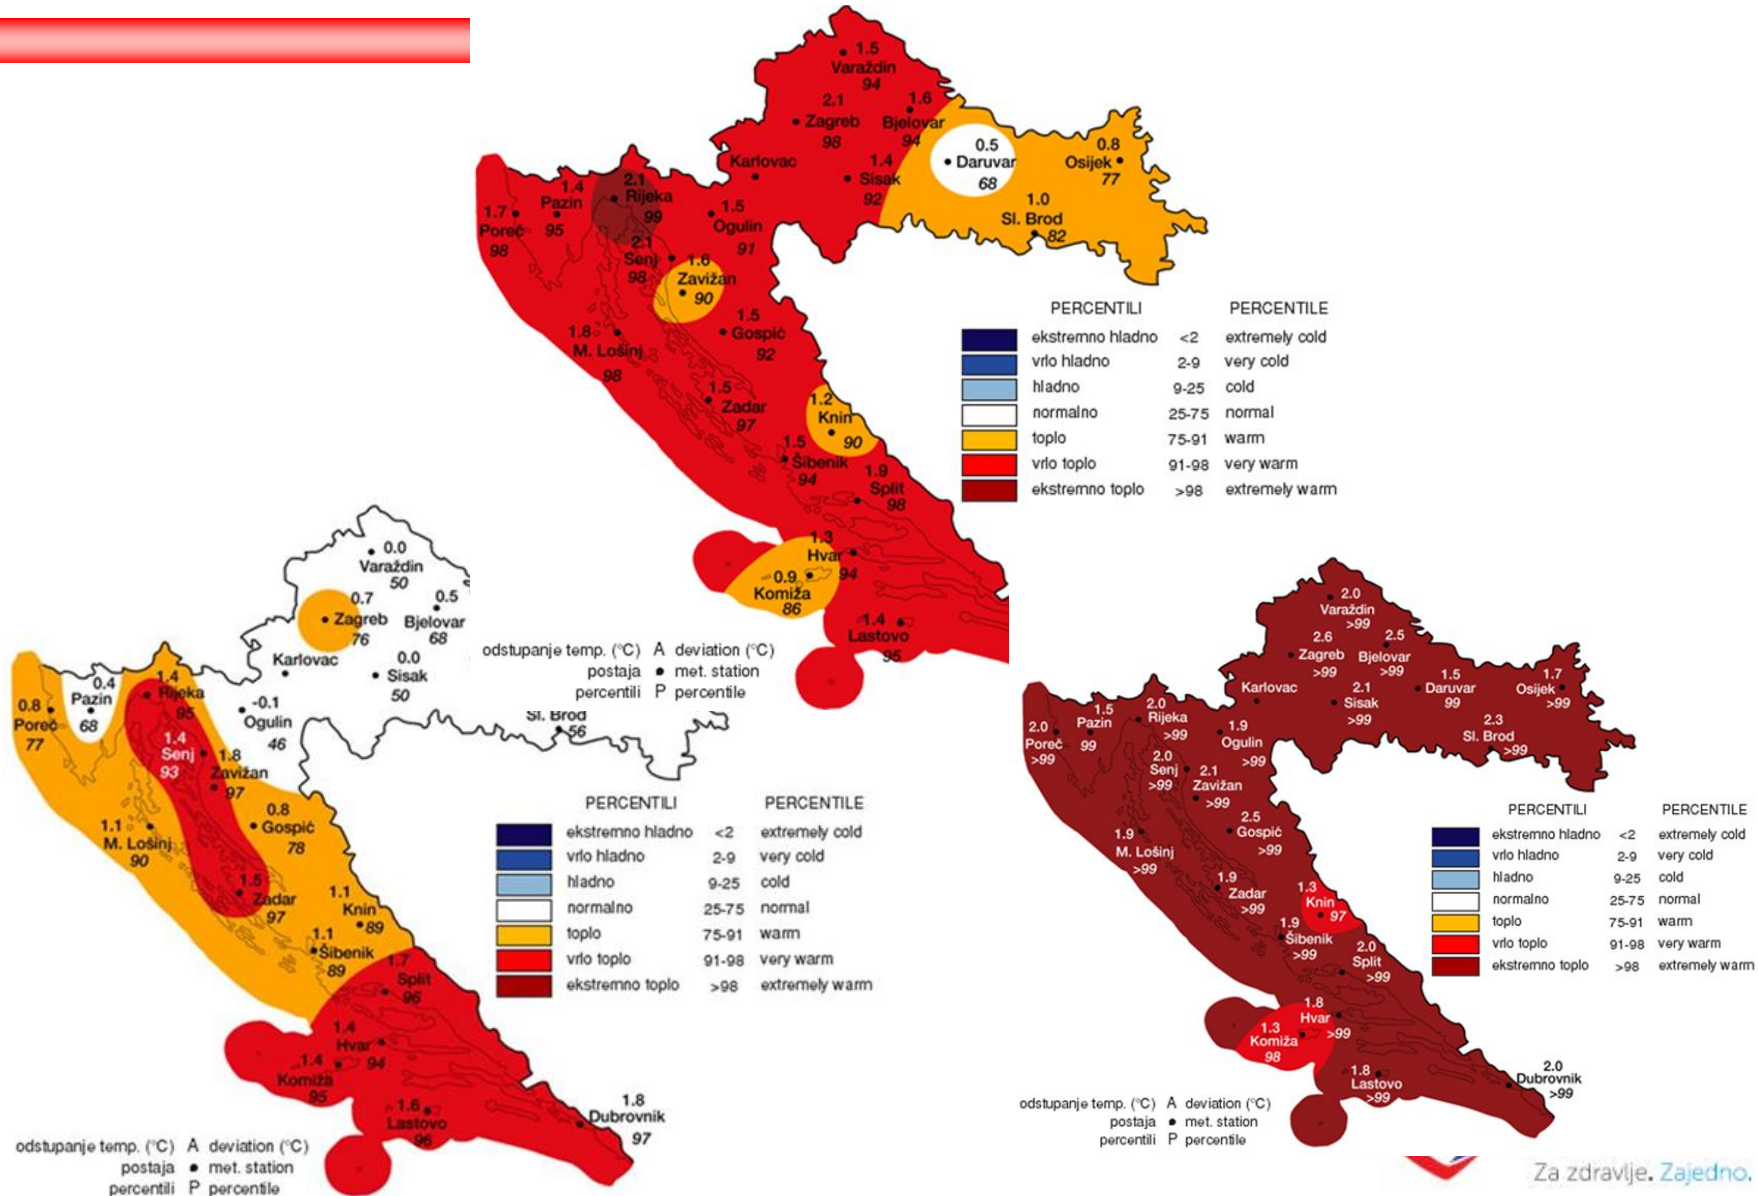 1.5
Varaždin
94
2.1
Zagreb
98
1.6
Bjelovar
94
0.5
Daruvar
68
0.8
Osijek
77
Karlovac
1.4
Sisak
92
1.0
Sl. Brod
82
1.4
Pazin
95
1.7
Poreč
98
2.1
Rijeka
99
1.5
Ogulin
91
2.1
Senj
98
1.6
Zavižan
90
1.8
M. Lošinj
98
1.5
Gospić
92
1.5
Zadar
97
1.2
Knin
90
1.5
Šibenik
94
1.9
Split
98
1.3
Hvar
94
0.9
Komiža
86
1.4
Lastovo
95
PERCENTILI PERCENTILE
ekstremno hladno <2 extremely cold
vrlo hladno 2-9 very cold
hladno 9-25 cold
normalno 25-75 normal
toplo 75-91 warm
vrlo toplo 91-98 very warm
ekstremno toplo >98 extremely warm
odstupanje temp. (°C) A deviation (°C)
postaja • met. station
percentili P percentile
0.0
Varaždin
50
0.7
Zagreb
76
0.5
Bjelovar
68
Karlovac
0.0
Sisak
50
0.4
Pazin
68
0.8
Poreč
77
1.4
Rijeka
95
-0.1
Ogulin
46
Sl. Brod
56
1.4
Senj
93
1.8
Zavižan
97
1.1
M. Lošinj
90
0.8
Gospić
78
1.5
Zadar
97
1.1
Knin
89
1.1
Šibenik
89
1.7
Split
96
1.4
Hvar
94
1.4
Komiža
95
1.6
Lastovo
96
1.8
Dubrovnik
97
PERCENTILI PERCENTILE
ekstremno hladno <2 extremely cold
vrlo hladno 2-9 very cold
hladno 9-25 cold
normalno 25-75 normal
toplo 75-91 warm
vrlo toplo 91-98 very warm
ekstremno toplo >98 extremely warm
odstupanje temp. (°C) A deviation (°C)
postaja • met. station
percentili P percentile
2.0
Varaždin
>99
2.6
Zagreb
>99
2.5
Bjelovar
>99
1.5
Daruvar
99
1.7
Osijek
>99
Karlovac
2.1
Sisak
>99
2.3
Sl. Brod
>99
1.5
Pazin
99
2.0
Poreč
>99
2.0
Rijeka
>99
1.9
Ogulin
>99
2.0
Senj
>99
2.1
Zavižan
>99
1.9
M. Lošinj
>99
2.5
Gospić
>99
1.9
Zadar
>99
1.3
Knin
97
1.9
Šibenik
>99
2.0
Split
>99
1.8
Hvar
>99
1.3
Komiža
98
1.8
Lastovo
>99
2.0
Dubrovnik
>99
PERCENTILI PERCENTILE
ekstremno hladno <2 extremely cold
vrlo hladno 2-9 very cold
hladno 9-25 cold
normalno 25-75 normal
toplo 75-91 warm
vrlo toplo 91-98 very warm
ekstremno toplo >98 extremely warm
odstupanje temp. (°C) A deviation (°C)
postaja • met. station
percentili P percentile
Za zdravlje. Zajedno.